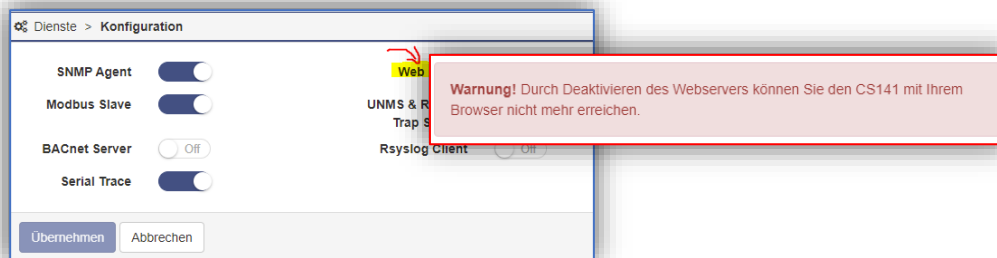 Dienste > Konfiguration
SNMP Agent
Web
Warnung! Durch Deaktivieren des Webservers können Sie den CS141 mit Ihrem
Browser nicht mehr erreichen.
Modbus Slave
UNMS & R
Trap S
BACnet Server Off
Rsyslog Client Off
Serial Trace
Übernehmen Abbrechen